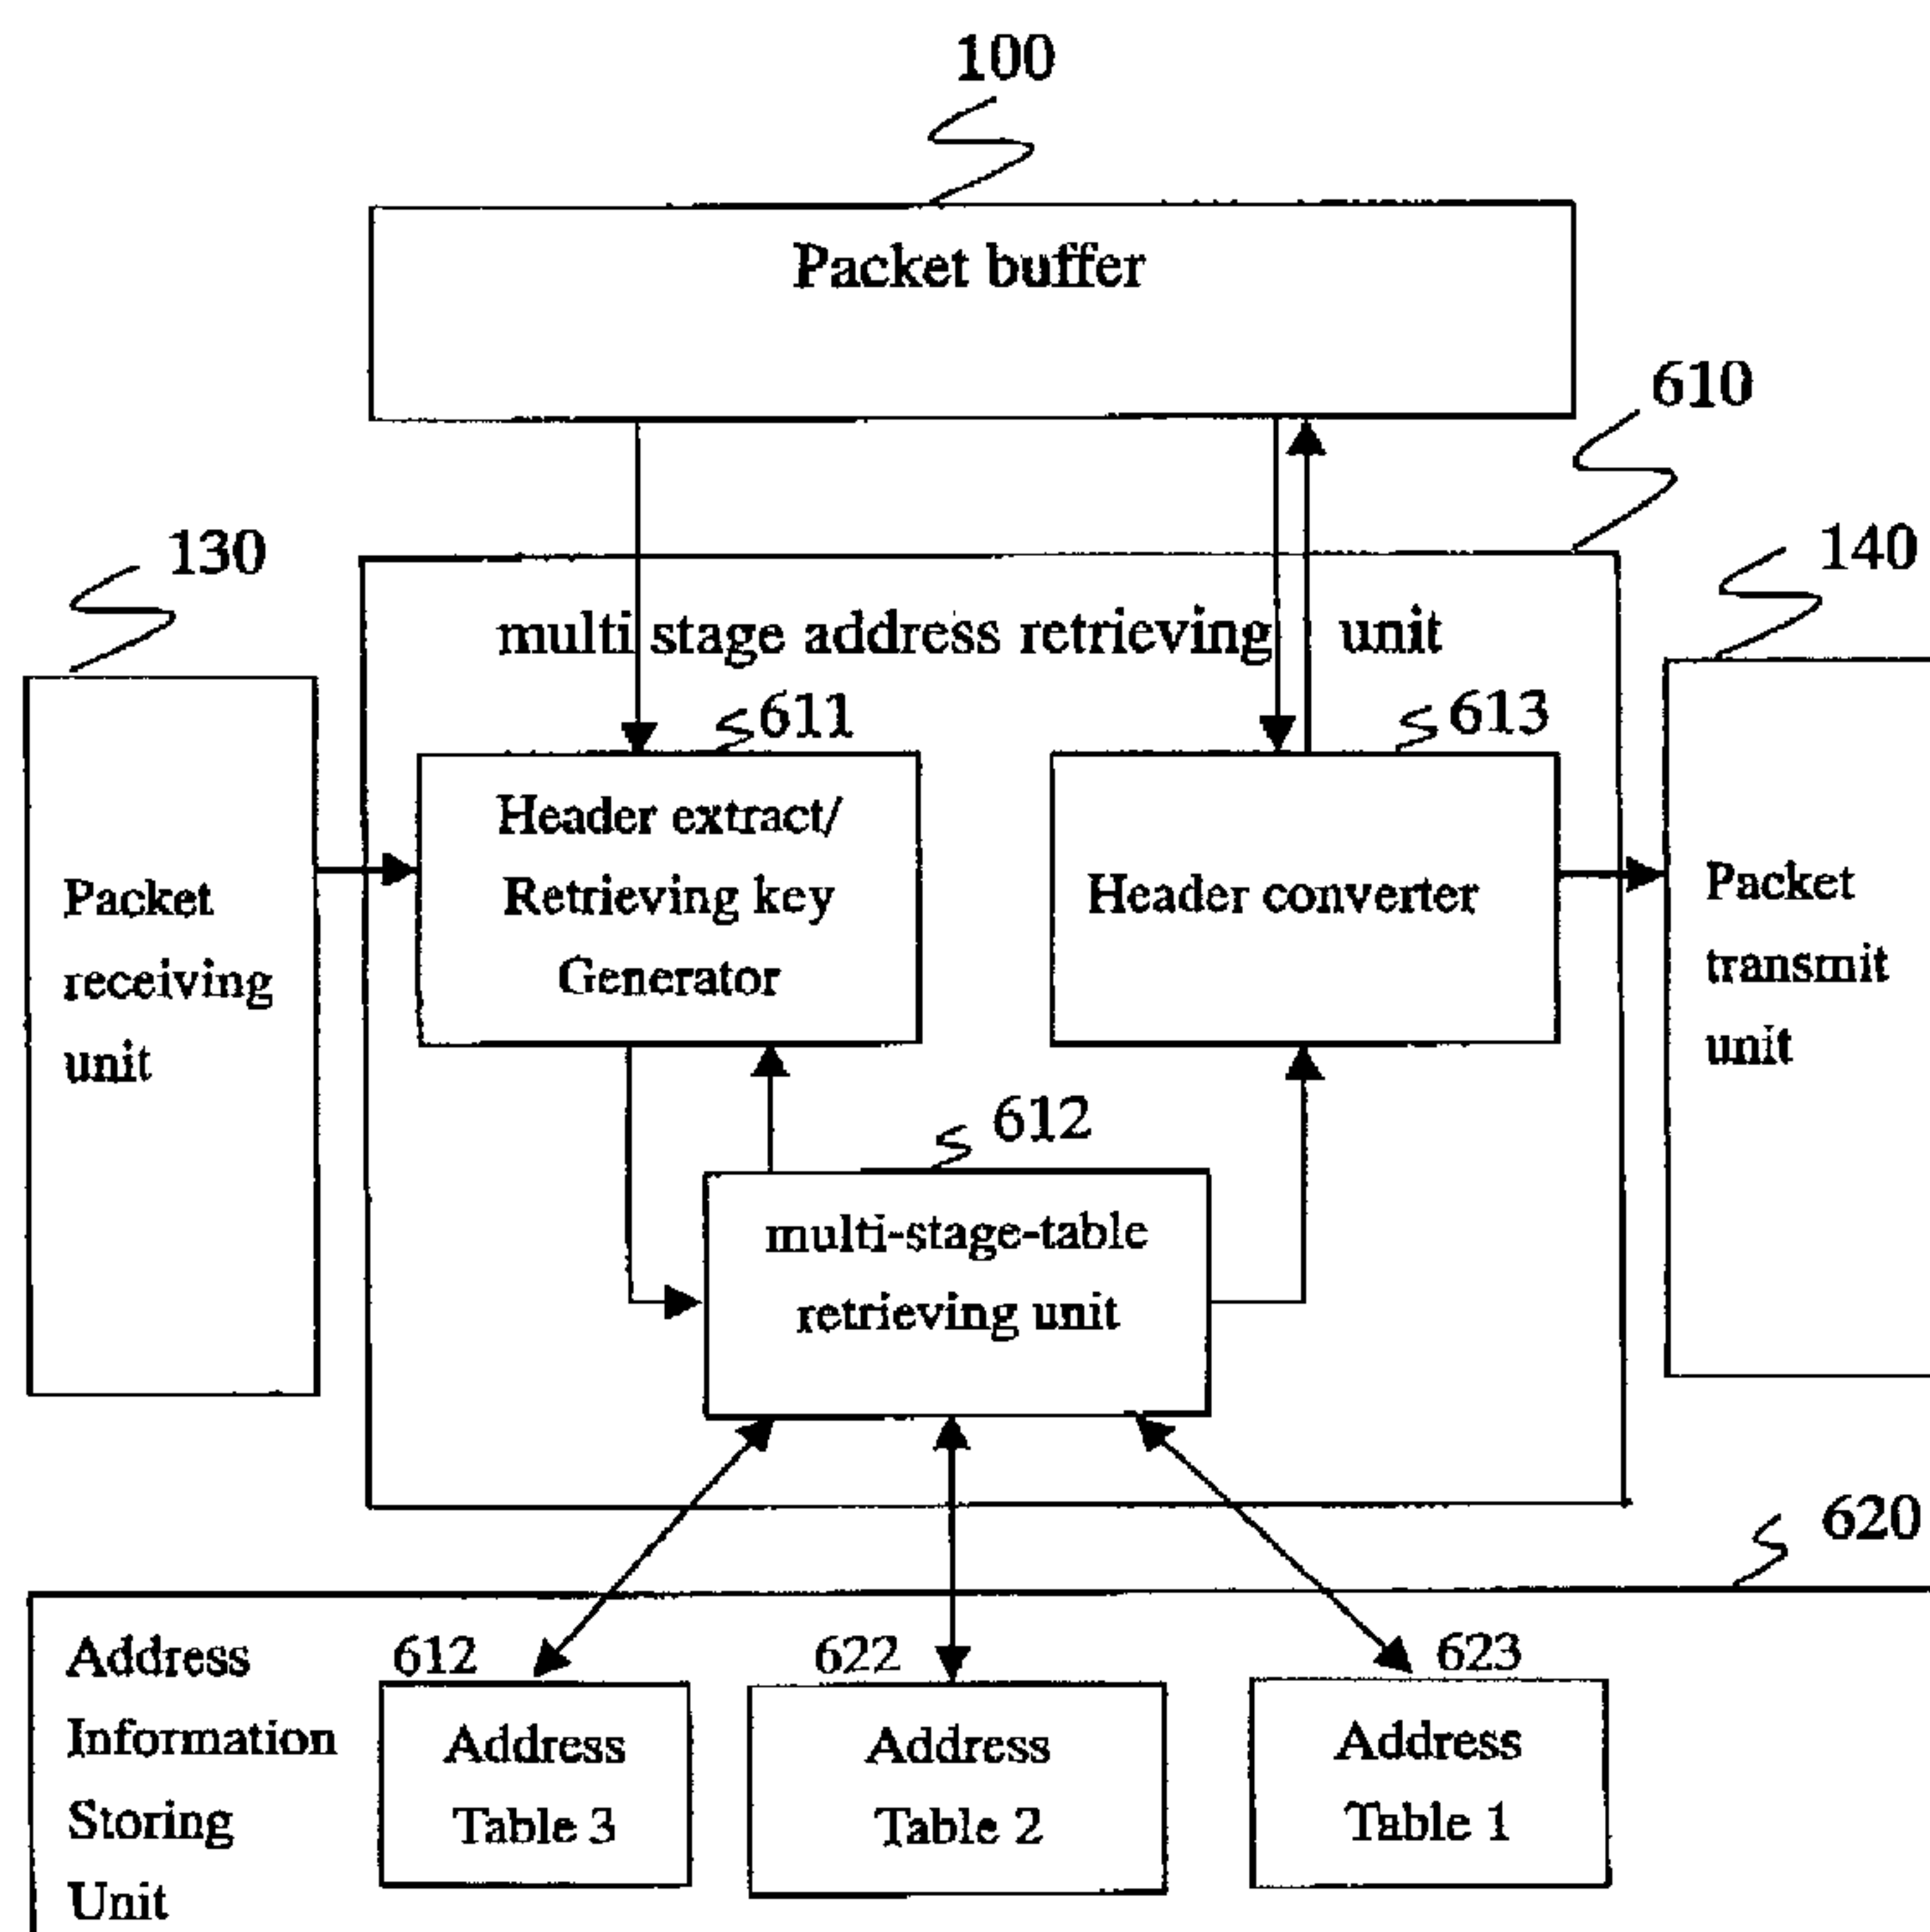 100
Packet buffer
610
130
140
multi stage address retrieving unit
611
613
Header extract/
Retrieving key
Generator
Header converter
Packet
receiving
unit
Packet
transmit
unit
612
multi-stage-table
retrieving unit
620
Address
Information
Storing
Unit
612
Address
Table 3
622
Address
Table 2
623
Address
Table 1